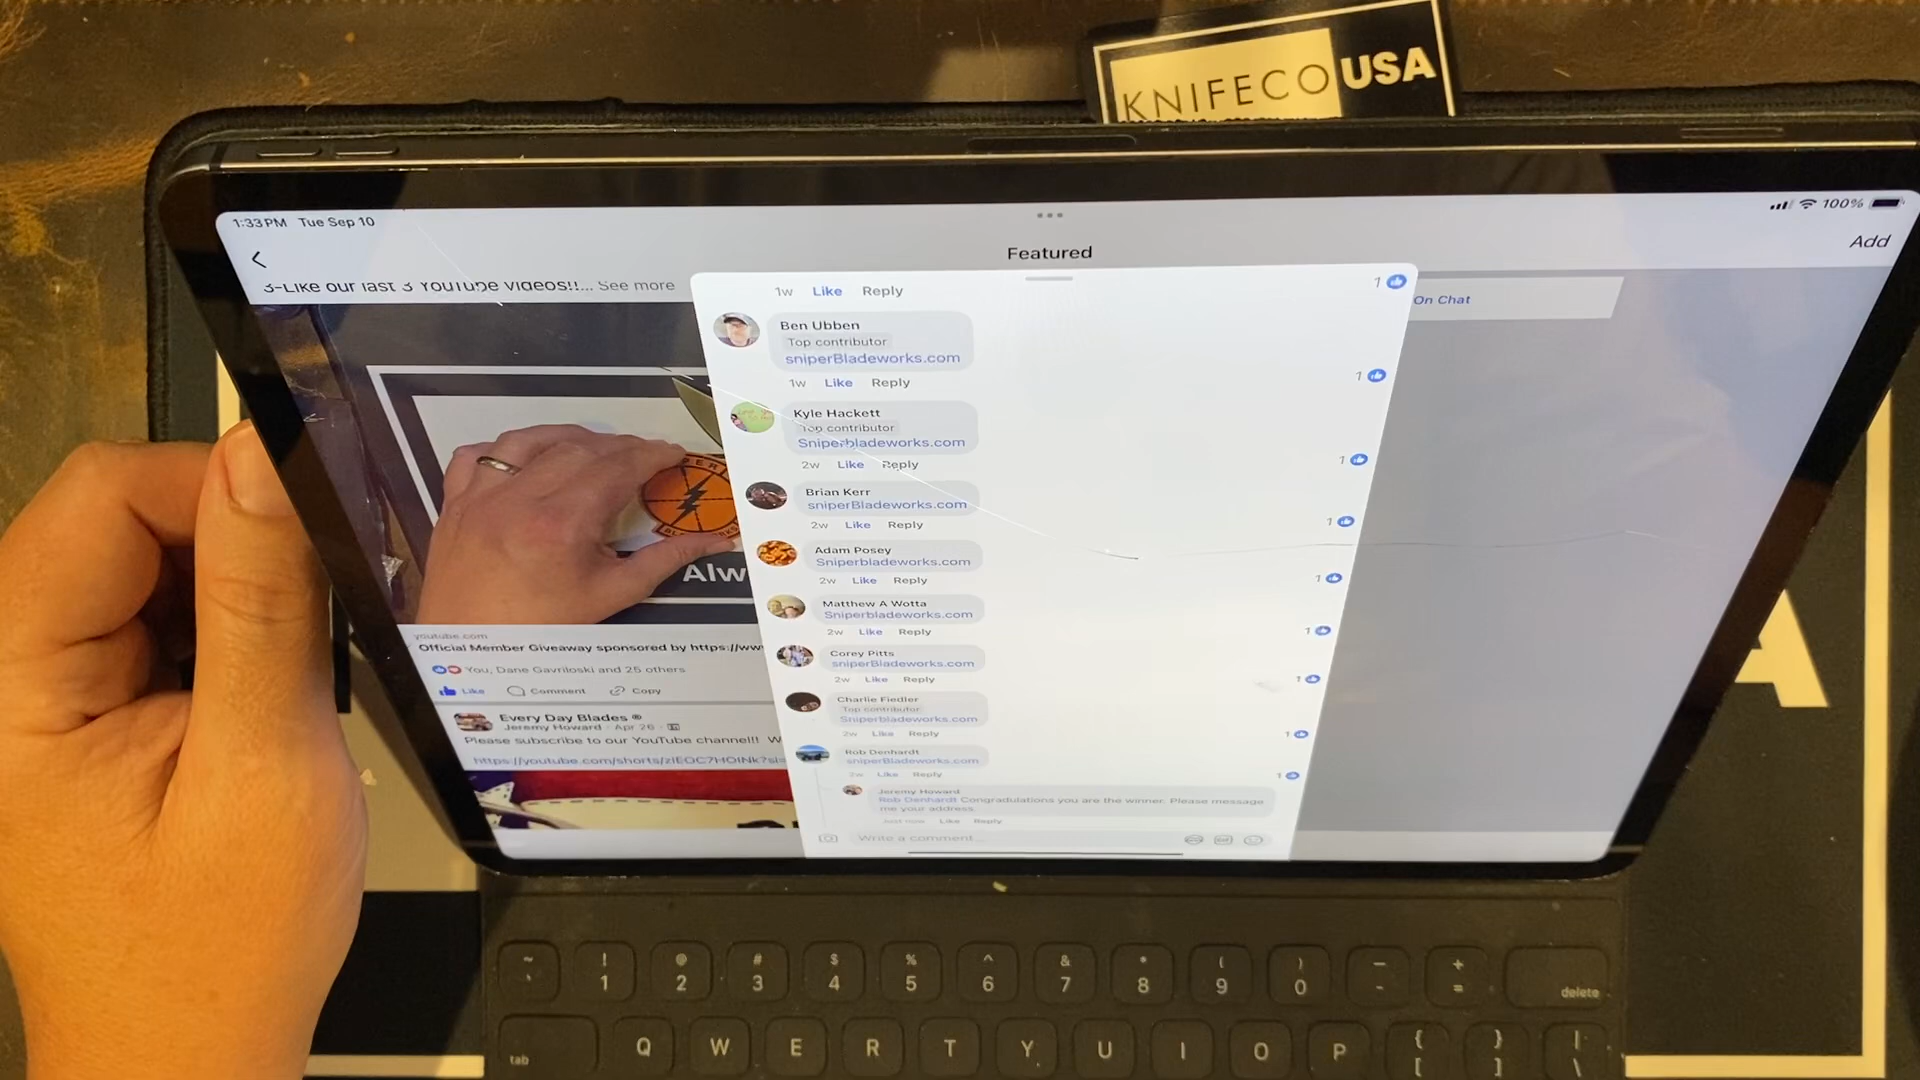 KNIFECO USA
1:33 PM Tue Sep 10
100%
Featured
Add
3-Like our last 3 YouTube videos!!... See more
On Chat
1w Like Reply 1
Ben Ubben
Top contributor
sniperBladeworks.com
1w Like Reply 1
Kyle Hackett
Top contributor
Sniperbladeworks.com
2w Like Reply 1
Brian Kerr
sniperBladeworks.com
2w Like Reply 1
Adam Posey
Sniperbladeworks.com
2w Like Reply 1
Matthew A Wotta
Sniperbladeworks.com
2w Like Reply 1
Corey Pitts
sniperBladeworks.com
2w Like Reply 1
Charlie Fiedler
Top contributor
Sniperbladeworks.com
2w Like Reply 1
Rob Denhardt
sniperBladeworks.com
2w Like Reply 1
Jeremy Howard
Rob Denhardt Congradulations you are the winner. Please message
me your address.
Just now Like Reply
Write a comment...
Alw
youtube.com
Official Member Giveaway sponsored by https://ww
You, Dane Gavriloski and 25 others
Like Comment Copy
Every Day Blades ®
Jeremy Howard · Apr 26
Please subscribe to our YouTube channel!! W
A
~ ! @ # $ % ^ & * ( ) _ +
` 1 2 3 4 5 6 7 8 9 0 - = delete
tab Q W E R T Y U I O P { } |
[ ] \